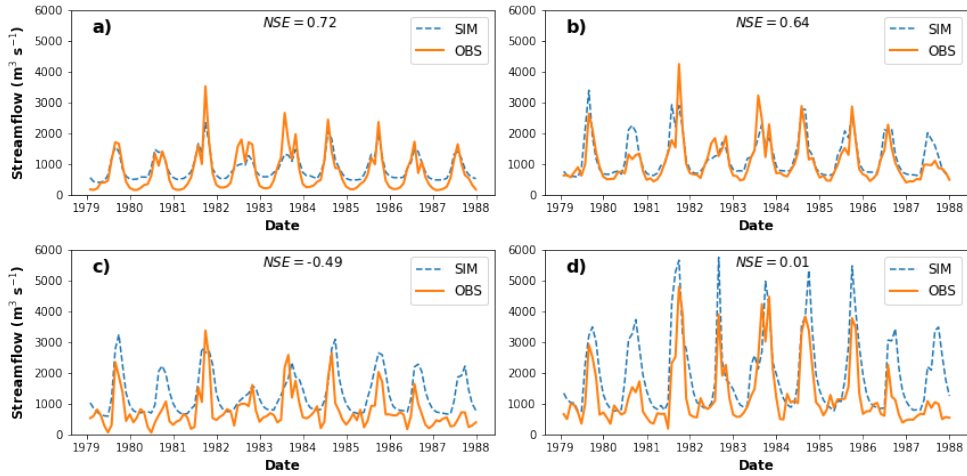 a) NSE = 0.72
SIM
OBS
Streamflow (m³ s⁻¹)
6000
5000
4000
3000
2000
1000
0
1979 1980 1981 1982 1983 1984 1985 1986 1987 1988
Date
b) NSE = 0.64
SIM
OBS
6000
5000
4000
3000
2000
1000
0
1979 1980 1981 1982 1983 1984 1985 1986 1987 1988
Date
c) NSE = -0.49
SIM
OBS
Streamflow (m³ s⁻¹)
6000
5000
4000
3000
2000
1000
0
1979 1980 1981 1982 1983 1984 1985 1986 1987 1988
Date
d) NSE = 0.01
SIM
OBS
6000
5000
4000
3000
2000
1000
0
1979 1980 1981 1982 1983 1984 1985 1986 1987 1988
Date